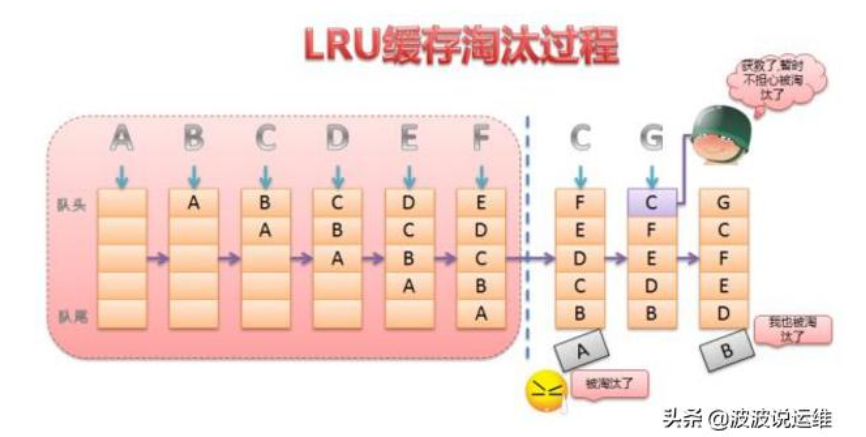 LRU缓存淘汰过程
获救了,暂时
不担心被淘
汰了
A B C D E F C G
队头 A B C D E F C G
A B C D E F C
A B C D E F
A B C D E
队尾 A B B D
A B
我也被淘
汰了
被淘汰了
头条 @波波说运维